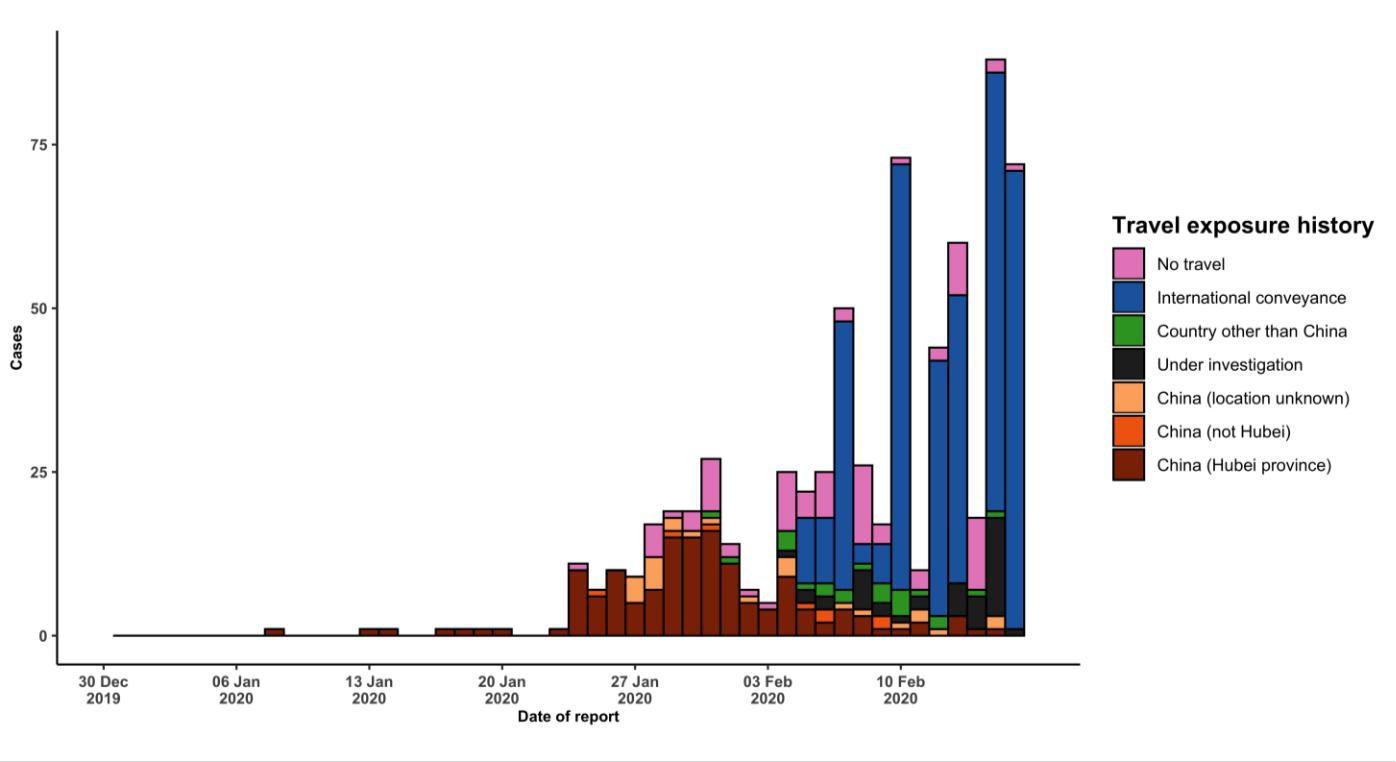 75
50
25
0
Cases
30 Dec
2019
06 Jan
2020
13 Jan
2020
20 Jan
2020
27 Jan
2020
03 Feb
2020
10 Feb
2020
Date of report
Travel exposure history
No travel
International conveyance
Country other than China
Under investigation
China (location unknown)
China (not Hubei)
China (Hubei province)